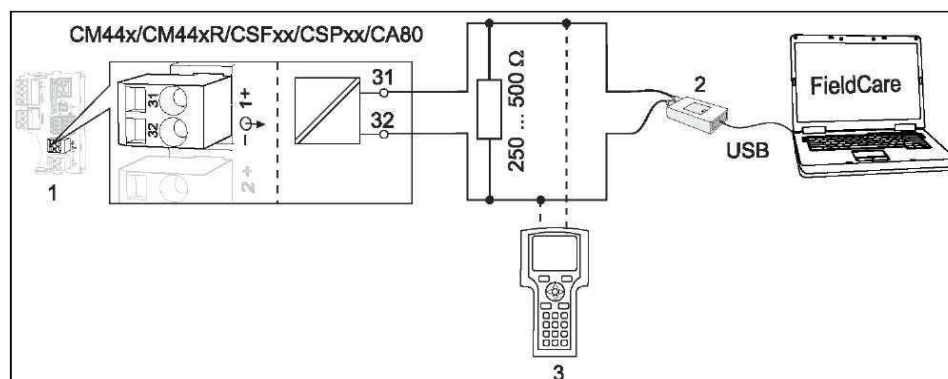 CM44x/CM44xR/CSFxx/CSPxx/CA80
31
32
1+
−
2 +
31
32
250 ... 500 Ω
2
USB
FieldCare
1
3